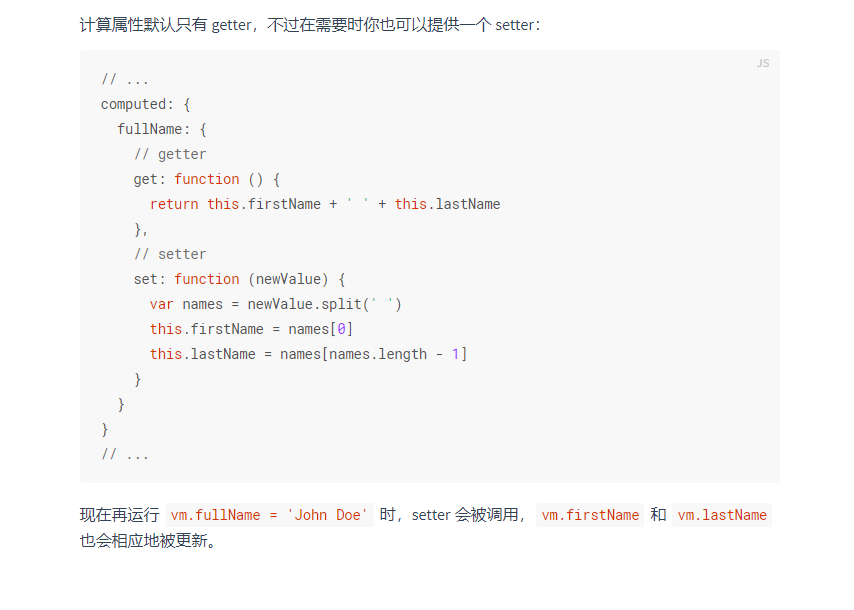 计算属性默认只有 getter，不过在需要时你也可以提供一个 setter：
JS
// ...
computed: {
  fullName: {
    // getter
    get: function () {
      return this.firstName + ' ' + this.lastName
    },
    // setter
    set: function (newValue) {
      var names = newValue.split(' ')
      this.firstName = names[0]
      this.lastName = names[names.length - 1]
    }
  }
}
// ...
现在再运行 vm.fullName = 'John Doe' 时，setter 会被调用，vm.firstName 和 vm.lastName
也会相应地被更新。